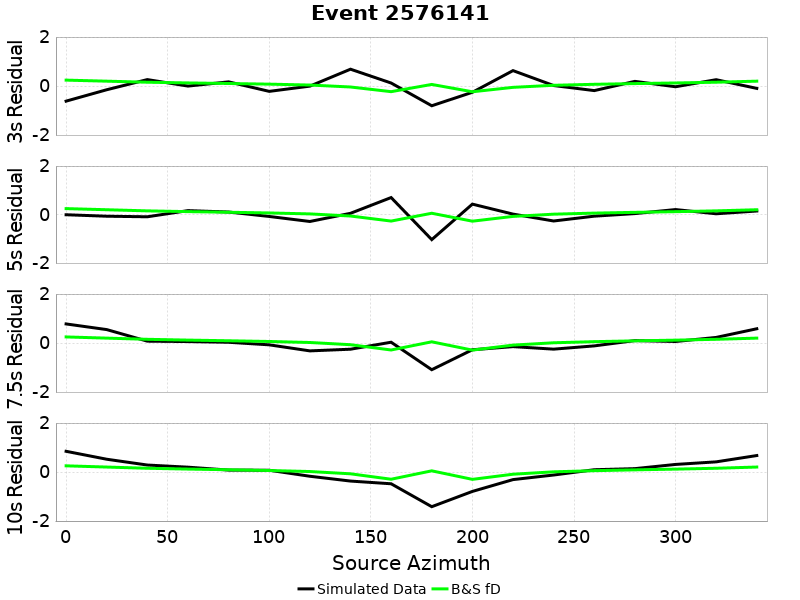 Event 2576141
3s Residual
2
0
-2
5s Residual
2
0
-2
7.5s Residual
2
0
-2
10s Residual
2
0
-2
0 50 100 150 200 250 300
Source Azimuth
Simulated Data B&S fD